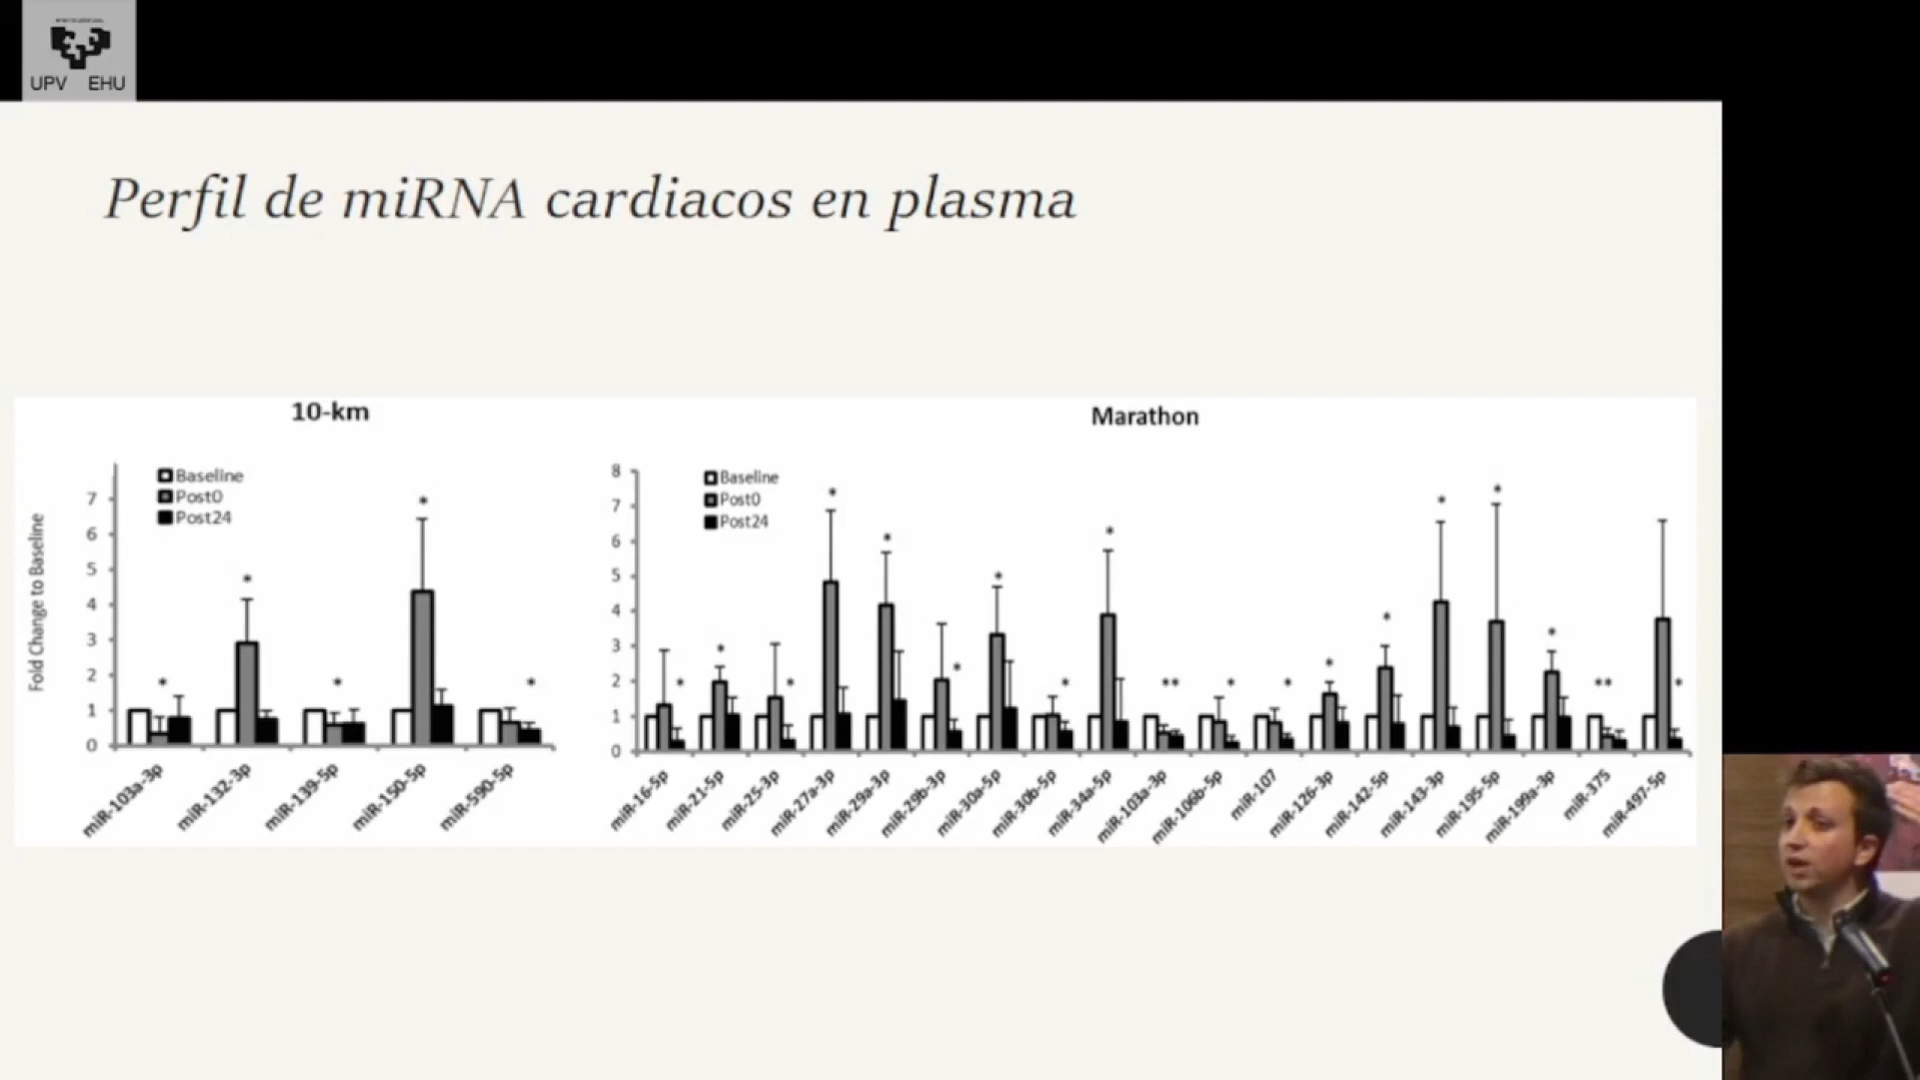 UPV EHU
Perfil de miRNA cardiacos en plasma
10-km
Fold Change to Baseline
7
6
5
4
3
2
1
0
Baseline
Post0
Post24
*
*
*
*
*
miR-103a-3p
miR-132-3p
miR-139-5p
miR-150-5p
miR-590-5p
Marathon
8
7
6
5
4
3
2
1
0
Baseline
Post0
Post24
*
*
*
*
*
*
*
*
*
**
*
*
*
*
*
*
*
**
*
miR-16-5p
miR-21-5p
miR-25-3p
miR-27a-3p
miR-29a-3p
miR-29b-3p
miR-30a-5p
miR-30b-5p
miR-34a-5p
miR-103a-3p
miR-106b-5p
miR-107
miR-126-3p
miR-142-5p
miR-143-3p
miR-195-5p
miR-199a-3p
miR-375
miR-497-5p